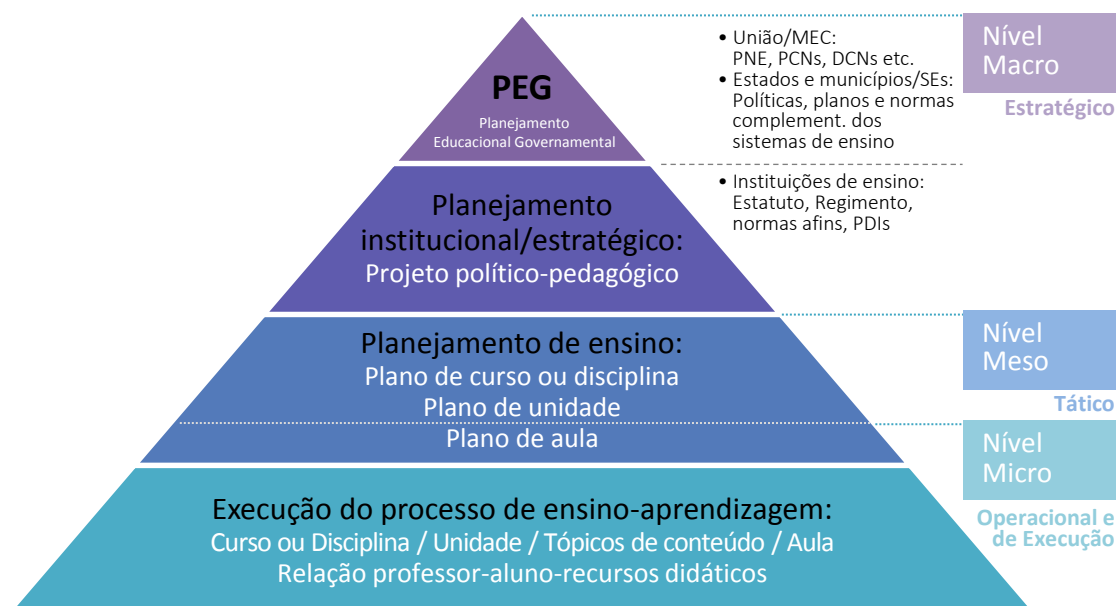 PEG
Planejamento
Educacional Governamental
• União/MEC:
PNE, PCNs, DCNs etc.
• Estados e municípios/SEs:
Políticas, planos e normas
complement. dos
sistemas de ensino
Nível
Macro
Estratégico
Planejamento
institucional/estratégico:
Projeto político-pedagógico
• Instituições de ensino:
Estatuto, Regimento,
normas afins, PDIs
Planejamento de ensino:
Plano de curso ou disciplina
Plano de unidade
Plano de aula
Nível
Meso
Tático
Nível
Micro
Operacional e
de Execução
Execução do processo de ensino-aprendizagem:
Curso ou Disciplina / Unidade / Tópicos de conteúdo / Aula
Relação professor-aluno-recursos didáticos